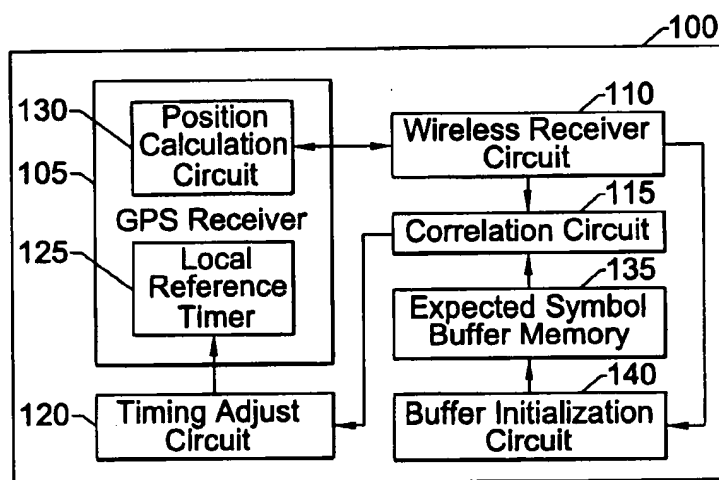 100
130
Position
Calculation
Circuit
105
GPS Receiver
125
Local
Reference
Timer
120
Timing Adjust
Circuit
110
Wireless Receiver
Circuit
115
Correlation Circuit
135
Expected Symbol
Buffer Memory
140
Buffer Initialization
Circuit